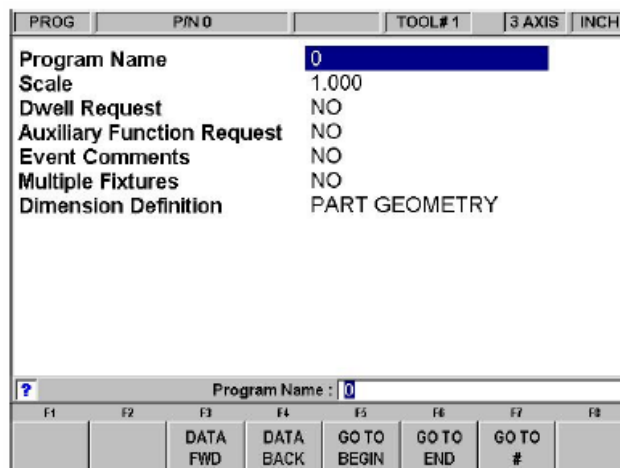 PROG P/N 0 TOOL# 1 3 AXIS INCH
Program Name 0
Scale 1.000
Dwell Request NO
Auxiliary Function Request NO
Event Comments NO
Multiple Fixtures NO
Dimension Definition PART GEOMETRY
? Program Name : 0
F1 F2 F3 F4 F5 F6 F7 F8
DATA FWD DATA BACK GO TO BEGIN GO TO END GO TO #